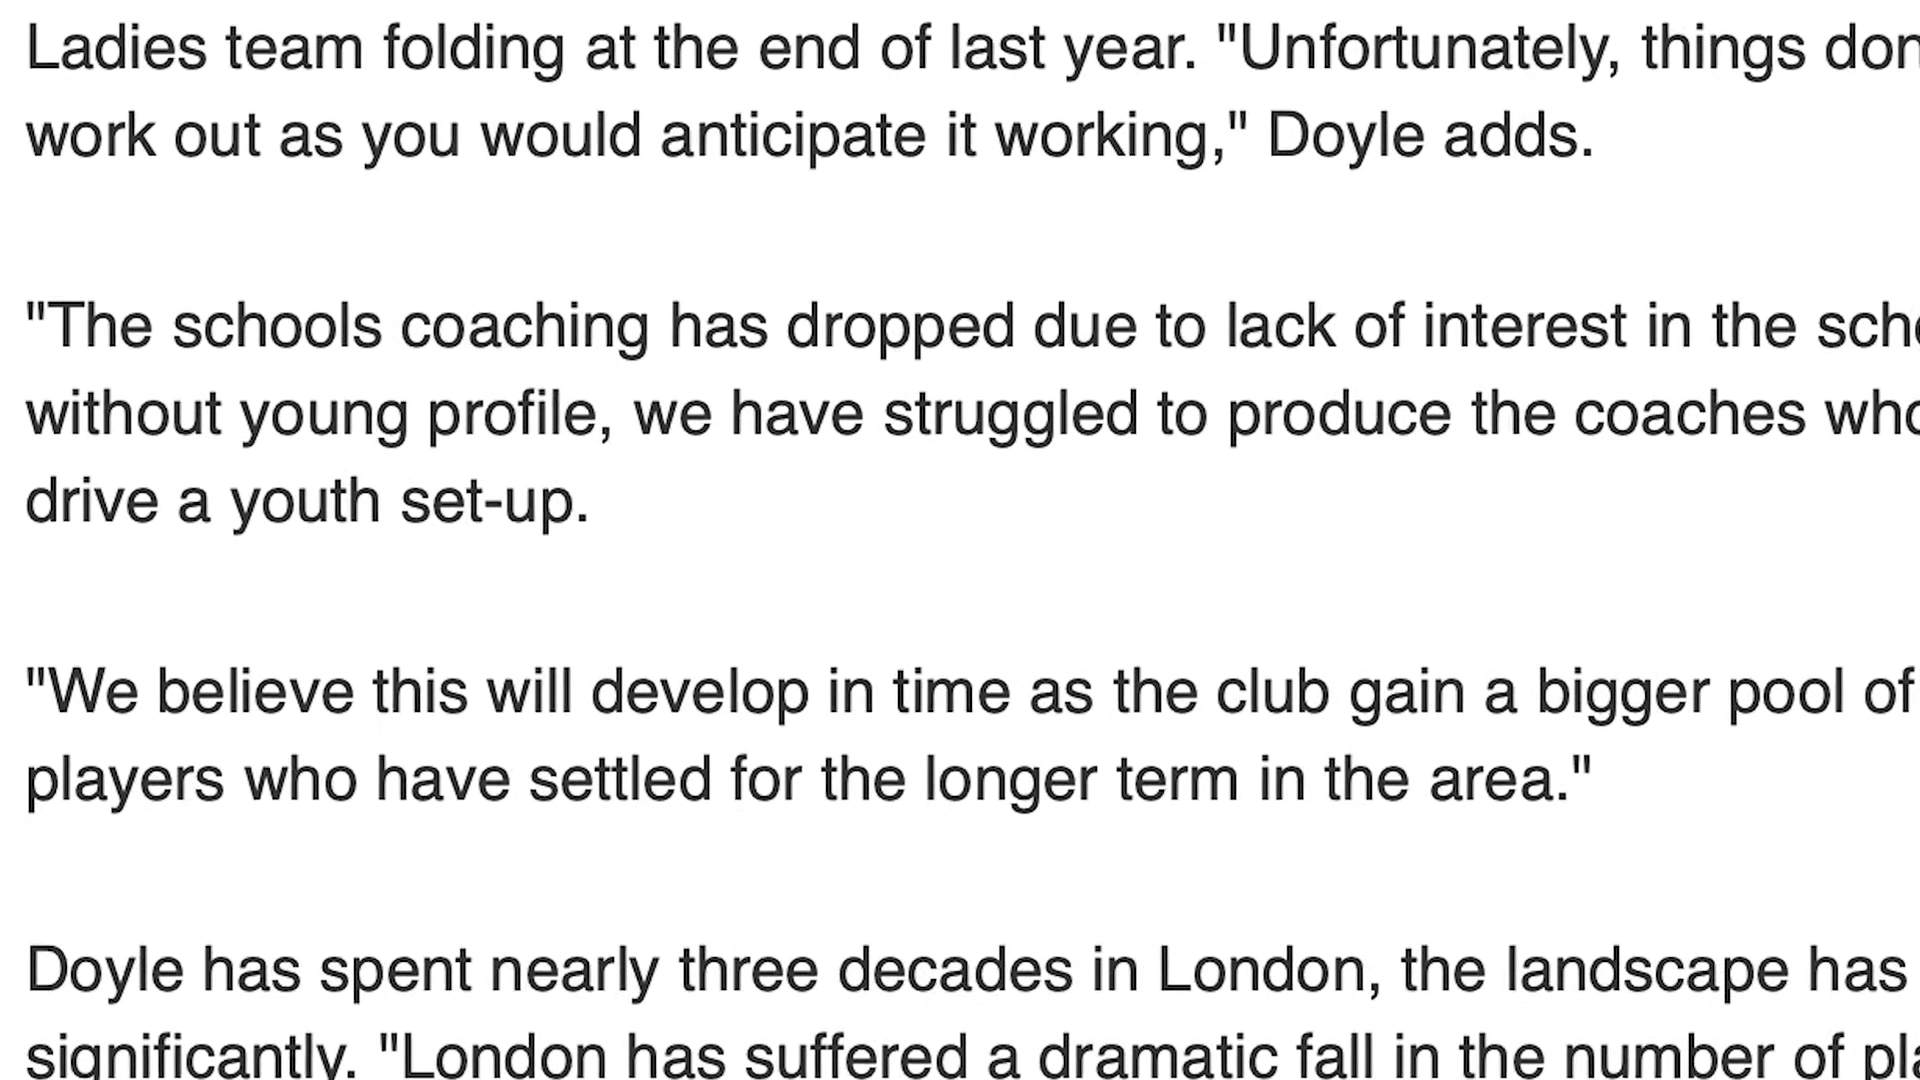 Ladies team folding at the end of last year. "Unfortunately, things
work out as you would anticipate it working," Doyle adds.
"The schools coaching has dropped due to lack of interest in the
without young profile, we have struggled to produce the coaches
drive a youth set-up.
"We believe this will develop in time as the club gain a bigger pool of
players who have settled for the longer term in the area."
Doyle has spent nearly three decades in London, the landscape has
significantly. "London has suffered a dramatic fall in the number of